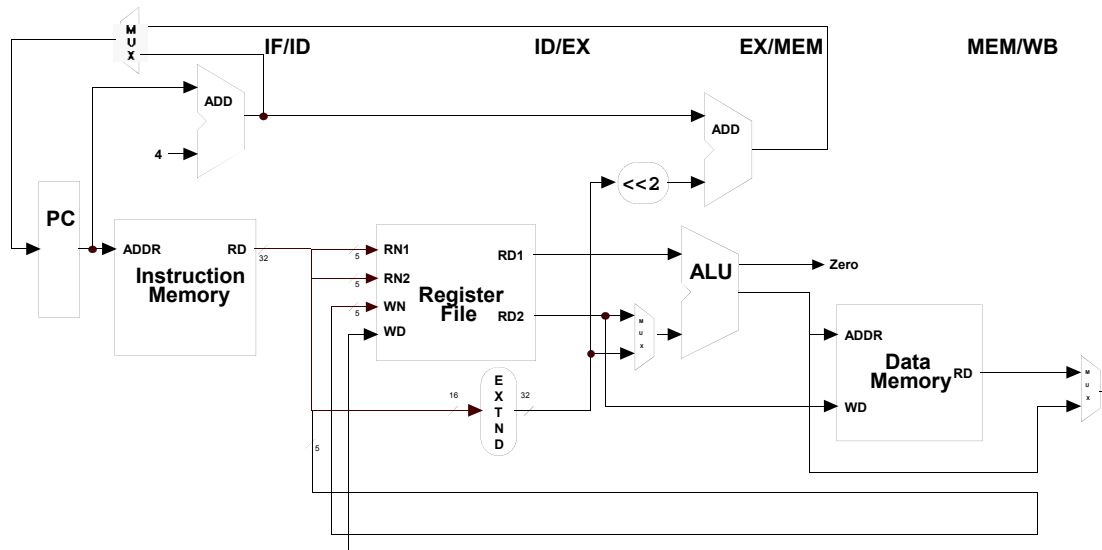 M
U
X
IF/ID
ID/EX
EX/MEM
MEM/WB
ADD
ADD
4
<<2
PC
ADDR
RD
32
Instruction
Memory
5
RN1
5
RN2
5
WN
WD
RD1
Register
File
RD2
ALU
Zero
M
U
X
ADDR
Data
Memory
RD
WD
M
U
X
16
E
X
T
N
D
32
5